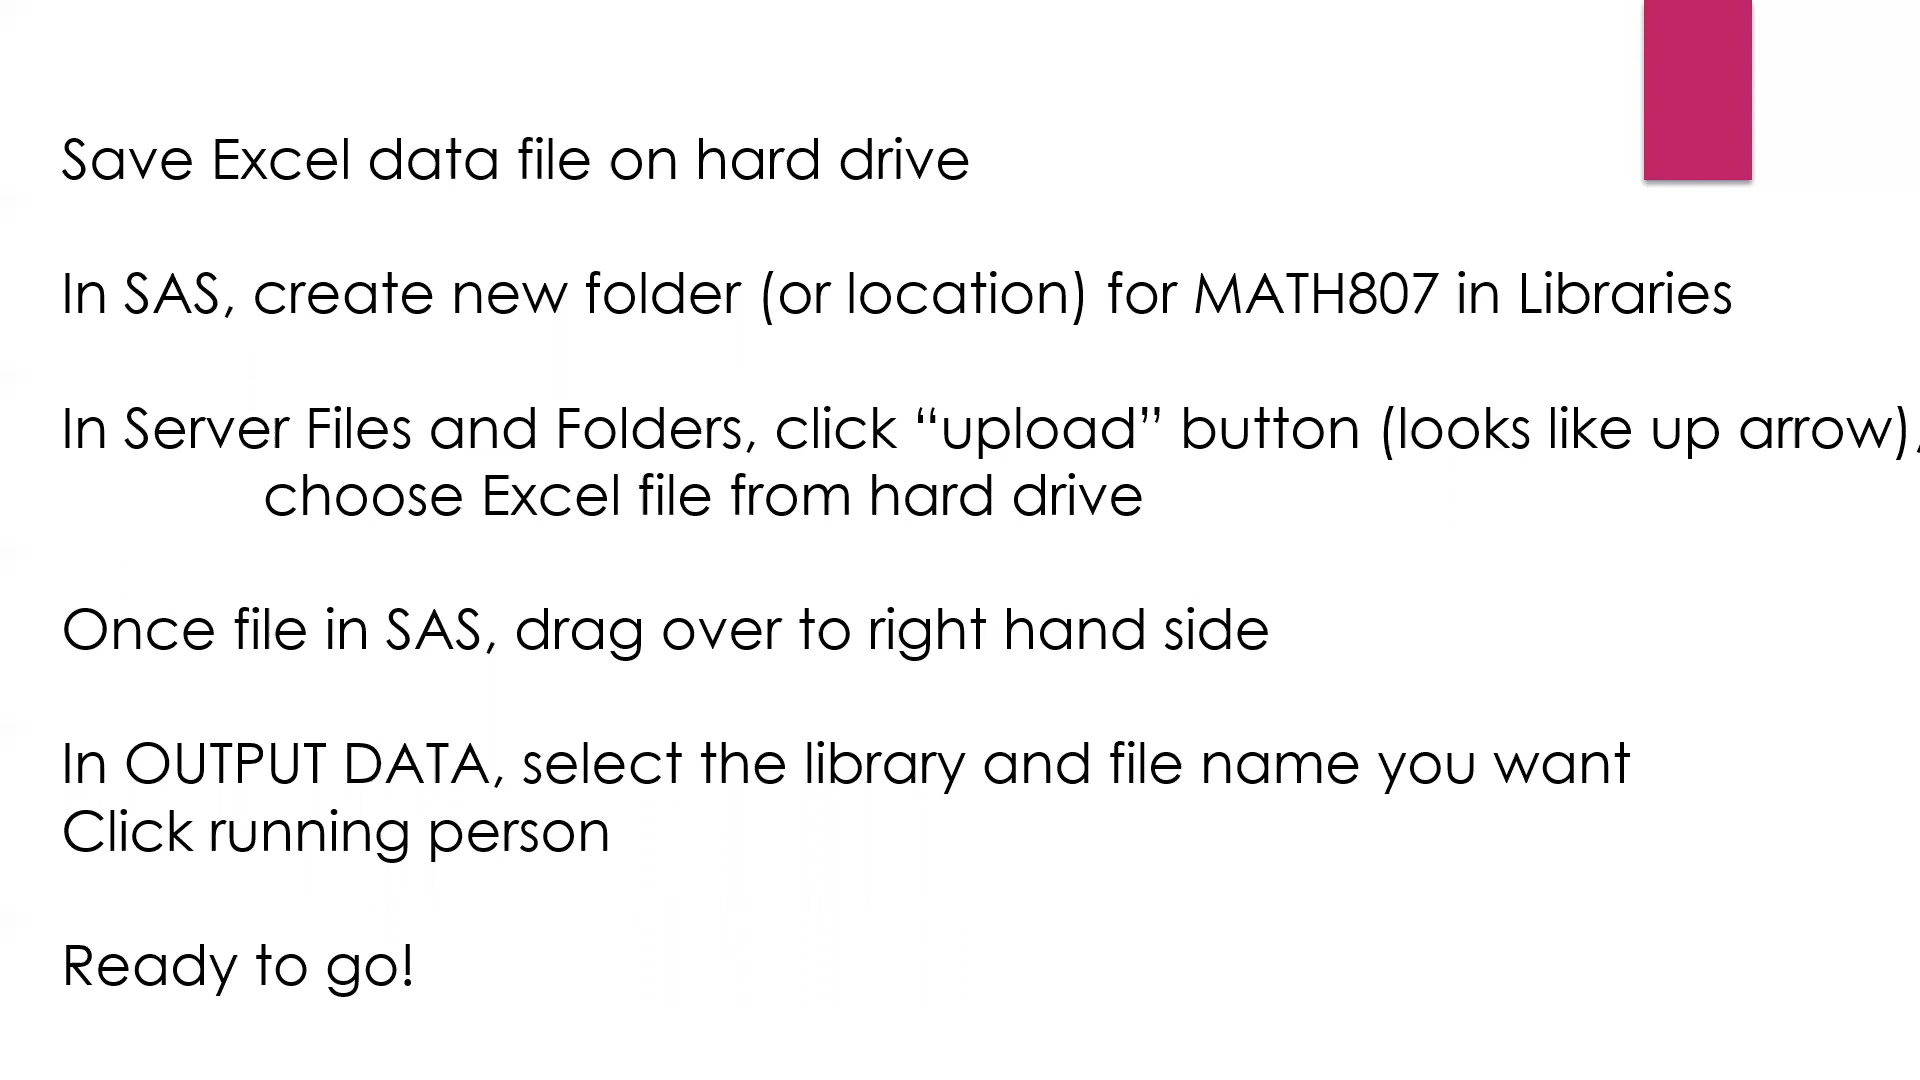 Save Excel data file on hard drive
In SAS, create new folder (or location) for MATH807 in Libraries
In Server Files and Folders, click “upload” button (looks like up arrow),
choose Excel file from hard drive
Once file in SAS, drag over to right hand side
In OUTPUT DATA, select the library and file name you want
Click running person
Ready to go!